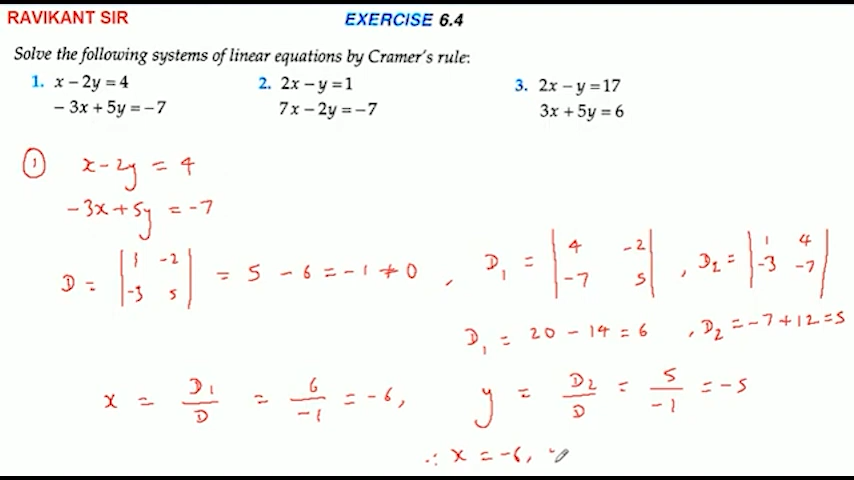 RAVIKANT SIR EXERCISE 6.4
Solve the following systems of linear equations by Cramer's rule:
1. x − 2y = 4 2. 2x − y = 1 3. 2x − y = 17
− 3x + 5y = −7 7x − 2y = −7 3x + 5y = 6
① x − 2y = 4
−3x + 5y = −7
D = |1 −2| = 5 − 6 = −1 ≠ 0 , D₁ = |4 −2| , D₂ = |1 4|
|−3 5| |−7 5| |−3 −7|
D₁ = 20 − 14 = 6 , D₂ = −7 + 12 = 5
x = D₁/D = 6/−1 = −6, y = D₂/D = 5/−1 = −5
∴ x = −6,